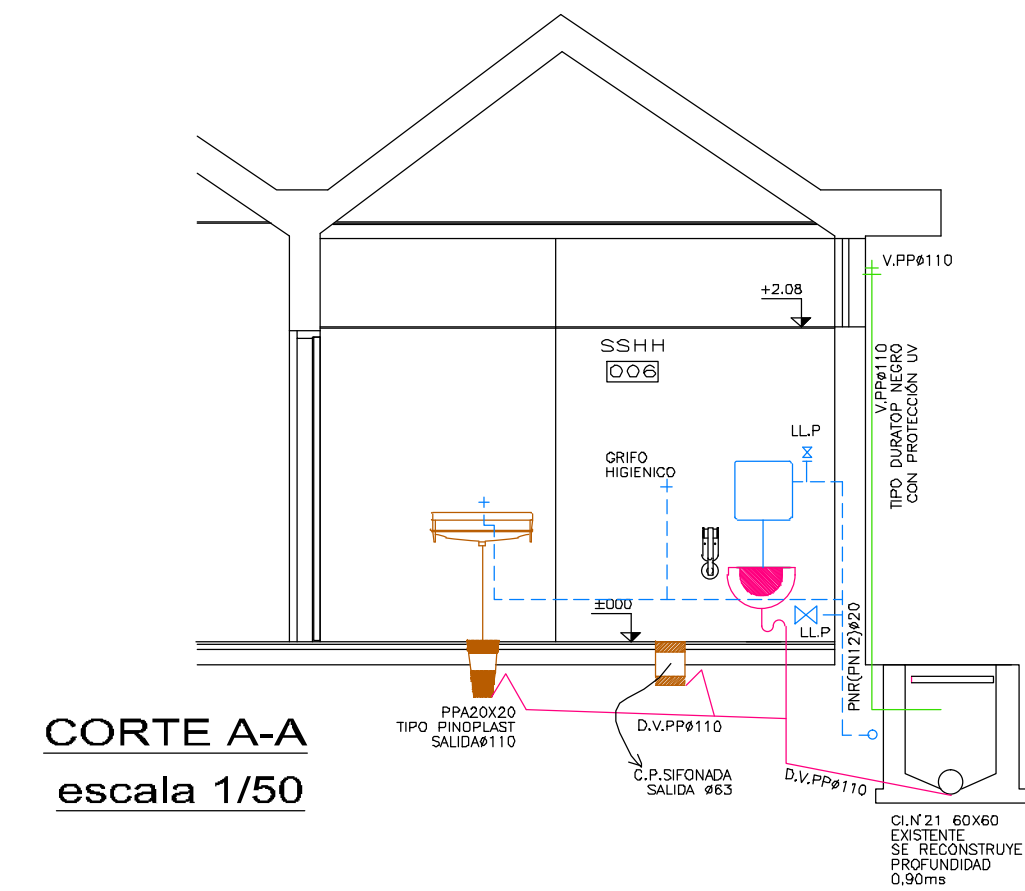 V.PPø110
+2.08
SSHH
006
V.PPø110
TIPO DURATOP NEGRO
CON PROTECCIÓN UV
LL.P
GRIFO
HIGIENICO
±000
LL.P
PNR(PN12)ø20
PPA20X20
TIPO PINOPLAST
SALIDAø110
D.V.PPø110
C.P.SIFONADA
SALIDA ø63
D.V.PPø110
CORTE A-A
escala 1/50
CI.N°21 60X60
EXISTENTE
SE RECONSTRUYE
PROFUNDIDAD
0,90ms